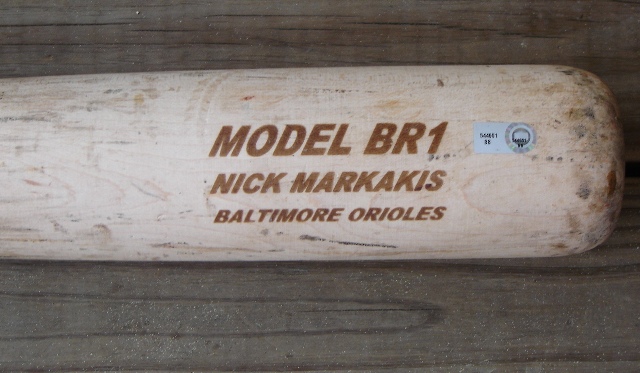 MODEL BR1
NICK MARKAKIS
BALTIMORE ORIOLES